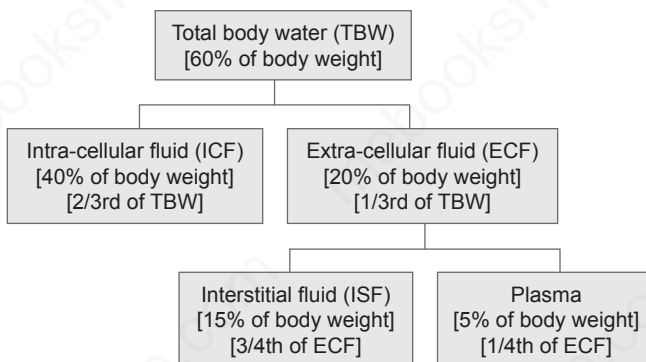 Total body water (TBW)
[60% of body weight]
Intra-cellular fluid (ICF)
[40% of body weight]
[2/3rd of TBW]
Extra-cellular fluid (ECF)
[20% of body weight]
[1/3rd of TBW]
Interstitial fluid (ISF)
[15% of body weight]
[3/4th of ECF]
Plasma
[5% of body weight]
[1/4th of ECF]